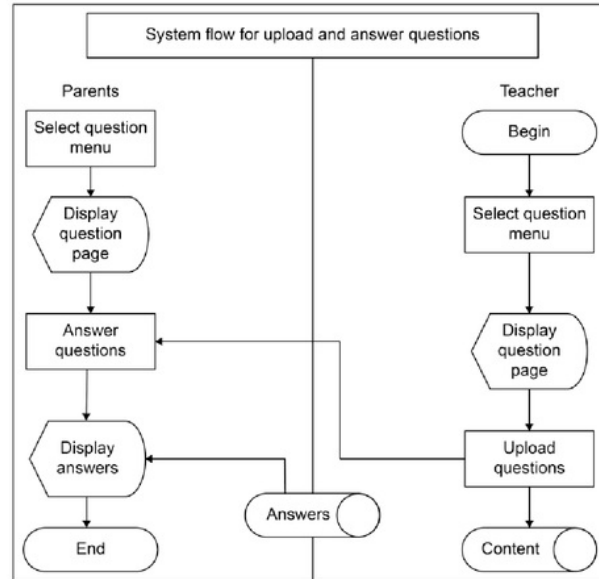 System flow for upload and answer questions
Parents
Select question
menu
Display
question
page
Answer
questions
Display
answers
End
Answers
Teacher
Begin
Select question
menu
Display
question
page
Upload
questions
Content